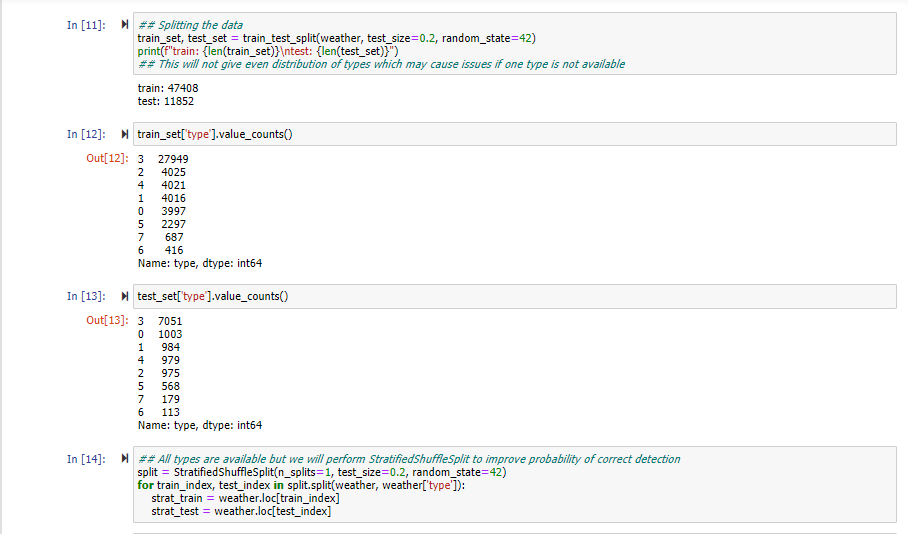 In [11]: ## Splitting the data
train_set, test_set = train_test_split(weather, test_size=0.2, random_state=42)
print(f"train: {len(train_set)}\ntest: {len(test_set)}")
## This will not give even distribution of types which may cause issues if one type is not available
train: 47408
test: 11852
In [12]: train_set['type'].value_counts()
Out[12]: 3 27949
2 4025
4 4021
1 4016
0 3997
5 2297
7 687
6 416
Name: type, dtype: int64
In [13]: test_set['type'].value_counts()
Out[13]: 3 7051
0 1003
1 984
4 979
2 975
5 568
7 179
6 113
Name: type, dtype: int64
In [14]: ## All types are available but we will perform StratifiedShuffleSplit to improve probability of correct detection
split = StratifiedShuffleSplit(n_splits=1, test_size=0.2, random_state=42)
for train_index, test_index in split.split(weather, weather['type']):
strat_train = weather.loc[train_index]
strat_test = weather.loc[test_index]